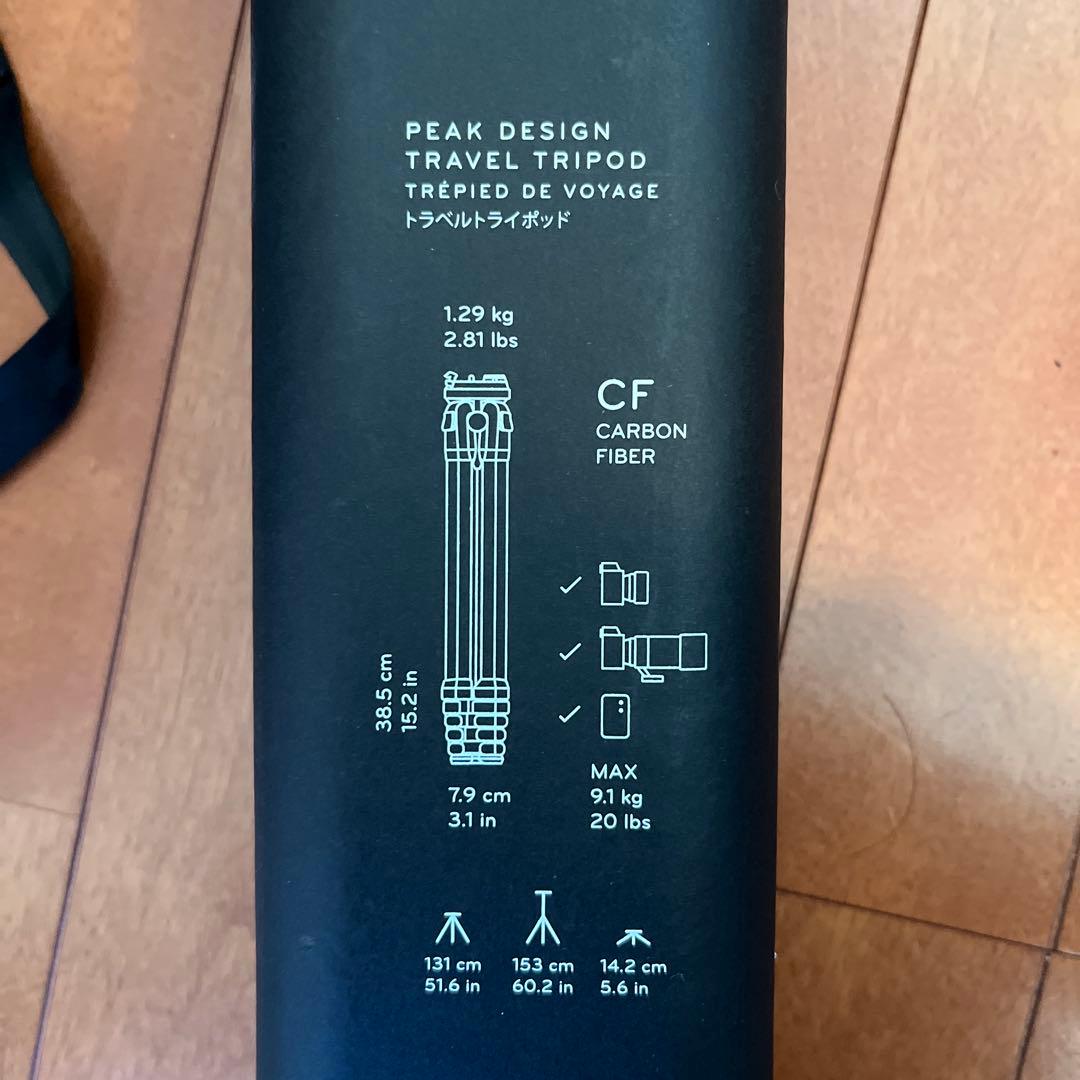 PEAK DESIGN
TRAVEL TRIPOD
TRÉPIED DE VOYAGE
トラベルトライポッド
1.29 kg
2.81 lbs
CF
CARBON
FIBER
38.5 cm
15.2 in
7.9 cm
3.1 in
MAX
9.1 kg
20 lbs
131 cm
51.6 in
153 cm
60.2 in
14.2 cm
5.6 in